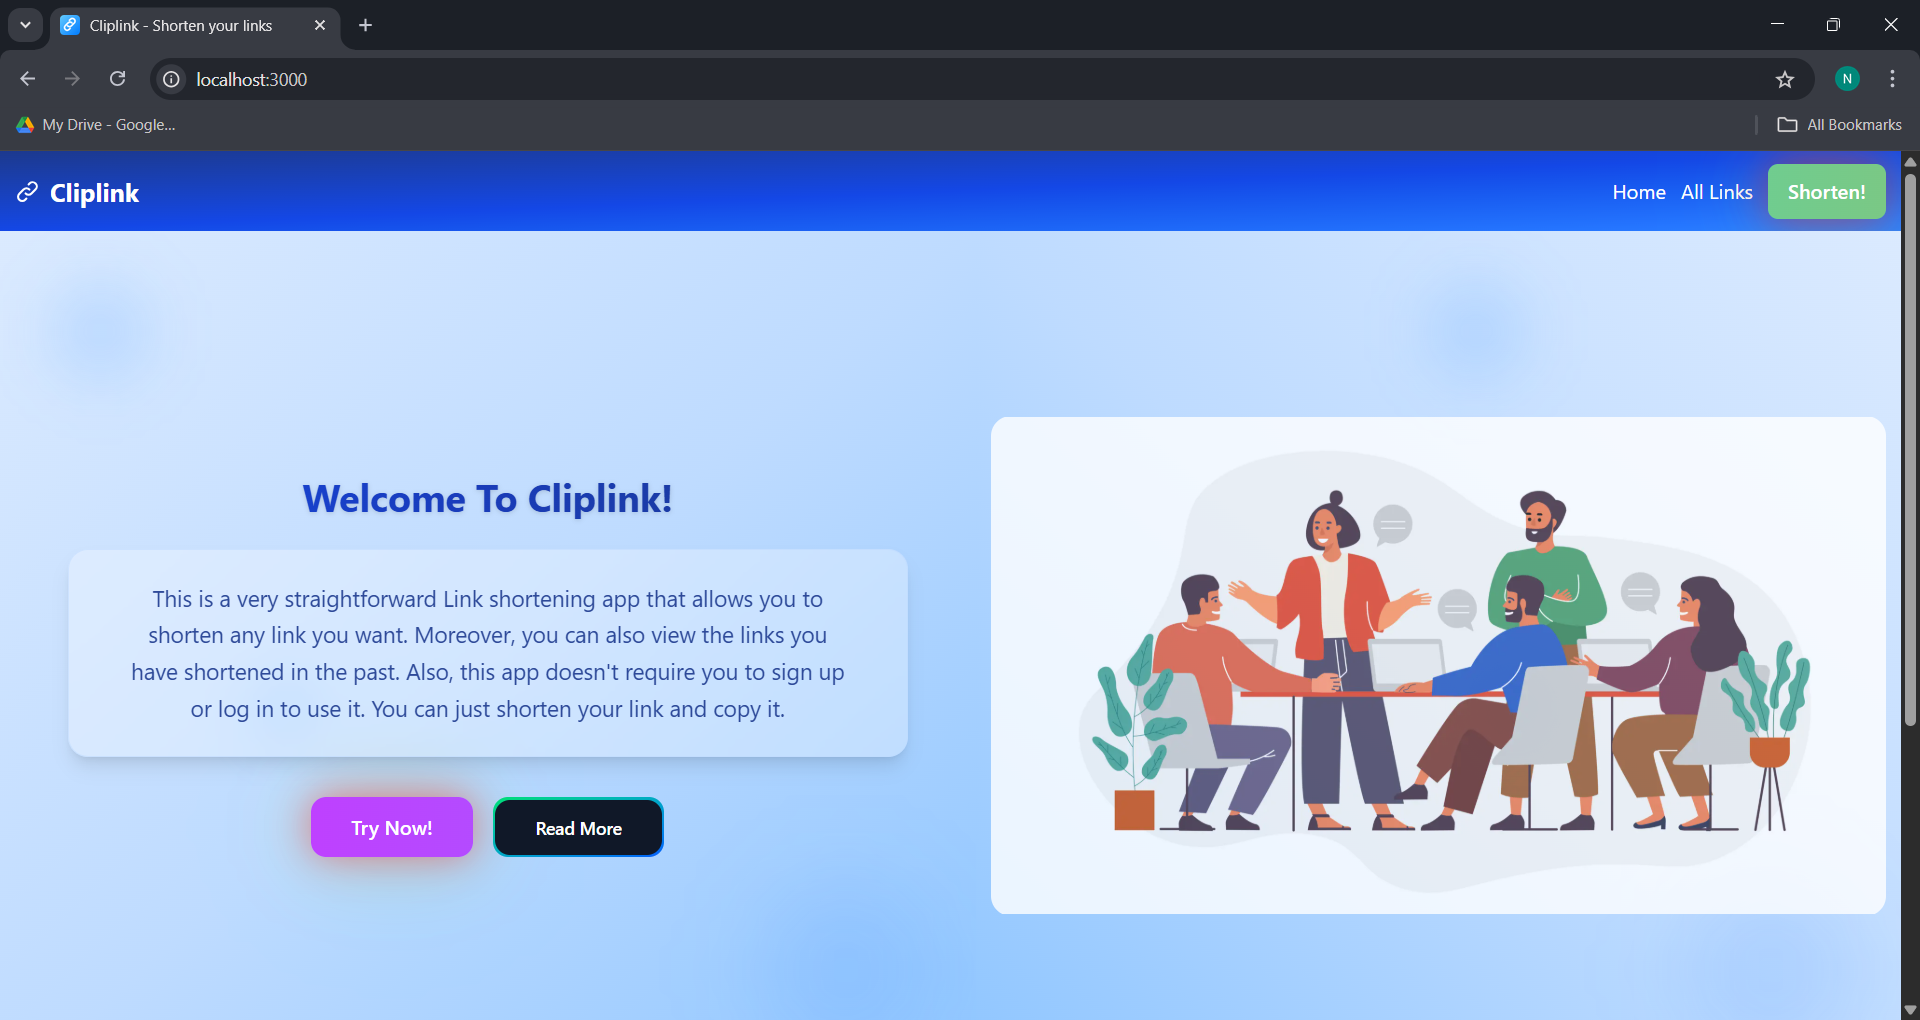 Cliplink - Shorten your links
localhost:3000
N
My Drive - Google...
All Bookmarks
Cliplink
Home
All Links
Shorten!
Welcome To Cliplink!
This is a very straightforward Link shortening app that allows you to
shorten any link you want. Moreover, you can also view the links you
have shortened in the past. Also, this app doesn't require you to sign up
or log in to use it. You can just shorten your link and copy it.
Try Now!
Read More